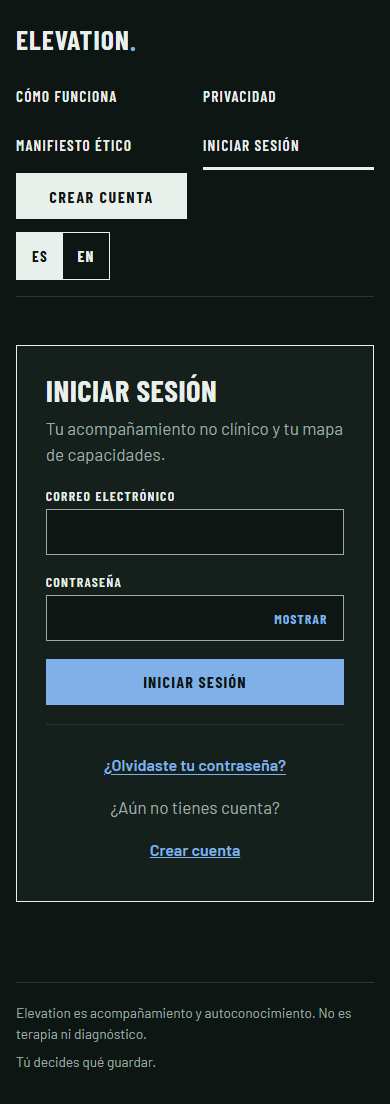 ELEVATION.
CÓMO FUNCIONA
PRIVACIDAD
MANIFIESTO ÉTICO
INICIAR SESIÓN
CREAR CUENTA
ES
EN
INICIAR SESIÓN
Tu acompañamiento no clínico y tu mapa
de capacidades.
CORREO ELECTRÓNICO
CONTRASEÑA
MOSTRAR
INICIAR SESIÓN
¿Olvidaste tu contraseña?
¿Aún no tienes cuenta?
Crear cuenta
Elevation es acompañamiento y autoconocimiento. No es
terapia ni diagnóstico.
Tú decides qué guardar.